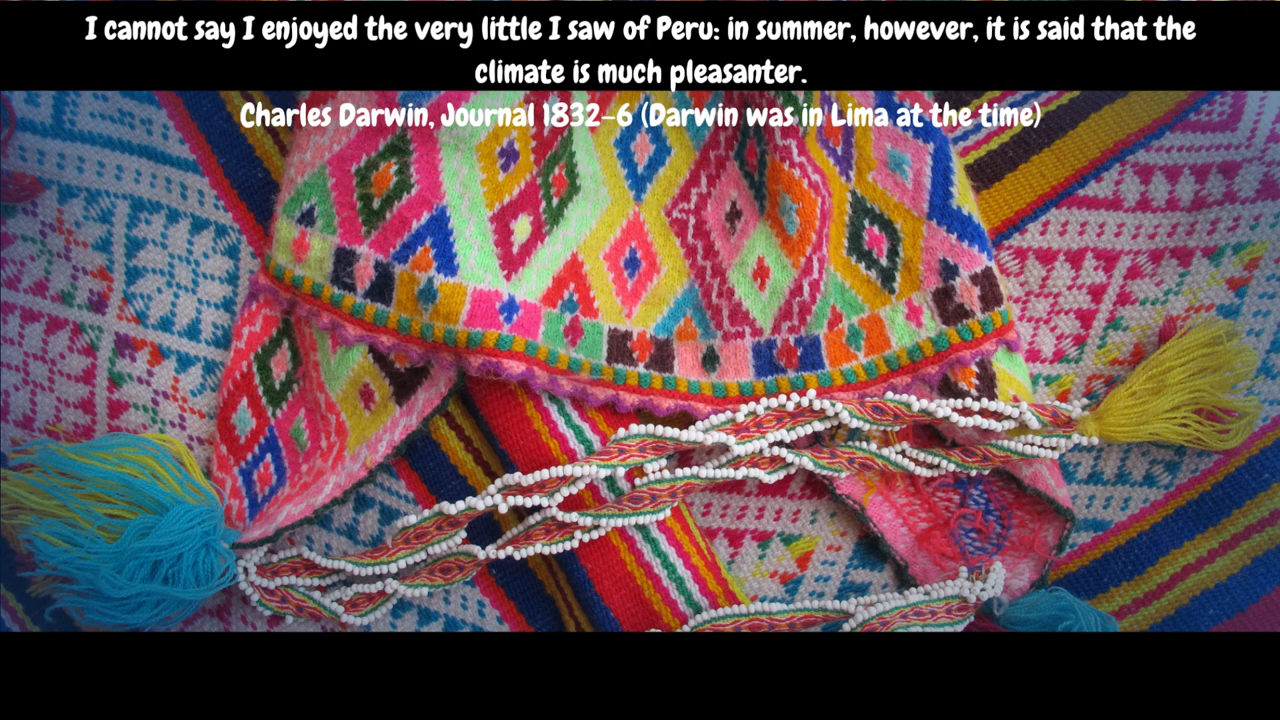 I cannot say I enjoyed the very little I saw of Peru: in summer, however, it is said that the
climate is much pleasanter.
Charles Darwin, Journal 1832-6 (Darwin was in Lima at the time)